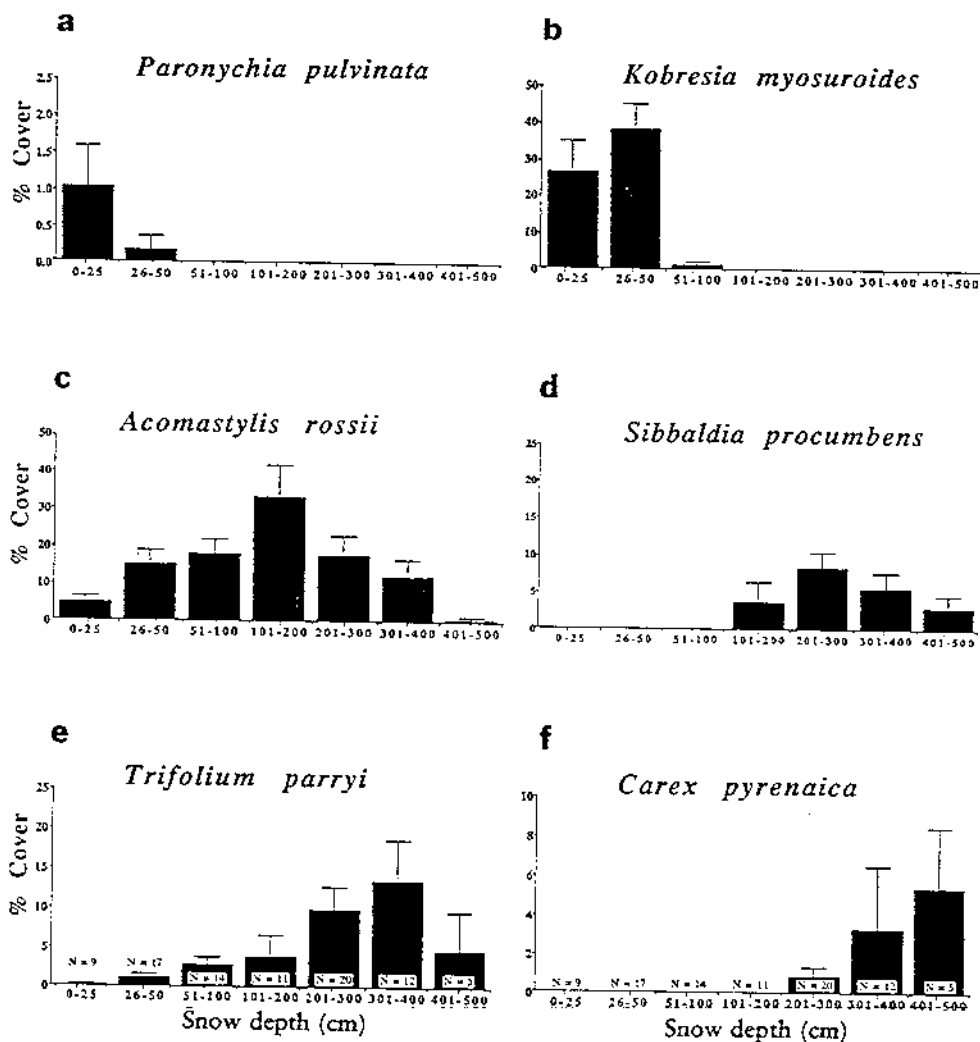 a
Paronychia pulvinata
2.5
2.0
1.5
1.0
0.5
0.0
% Cover
0-25 26-50 51-100 101-200 201-300 301-400 401-500
b
Kobresia myosuroides
50
40
30
20
10
0
0-25 26-50 51-100 101-200 201-300 301-400 401-500
c
Acomastylis rossii
50
40
30
20
10
0
% Cover
0-25 26-50 51-100 101-200 201-300 301-400 401-500
d
Sibbaldia procumbens
25
20
15
10
5
0
0-25 26-50 51-100 101-200 201-300 301-400 401-500
e
Trifolium parryi
25
20
15
10
5
0
% Cover
N = 9 N = 17 N = 14 N = 11 N = 20 N = 12
0-25 26-50 51-100 101-200 201-300 301-400 401-500
Snow depth (cm)
f
Carex pyrenaica
10
8
6
4
2
0
N = 9 N = 17 N = 14 N = 11 N = 20 N = 12 N = 5
0-25 26-50 51-100 101-200 201-300 301-400 401-500
Snow depth (cm)